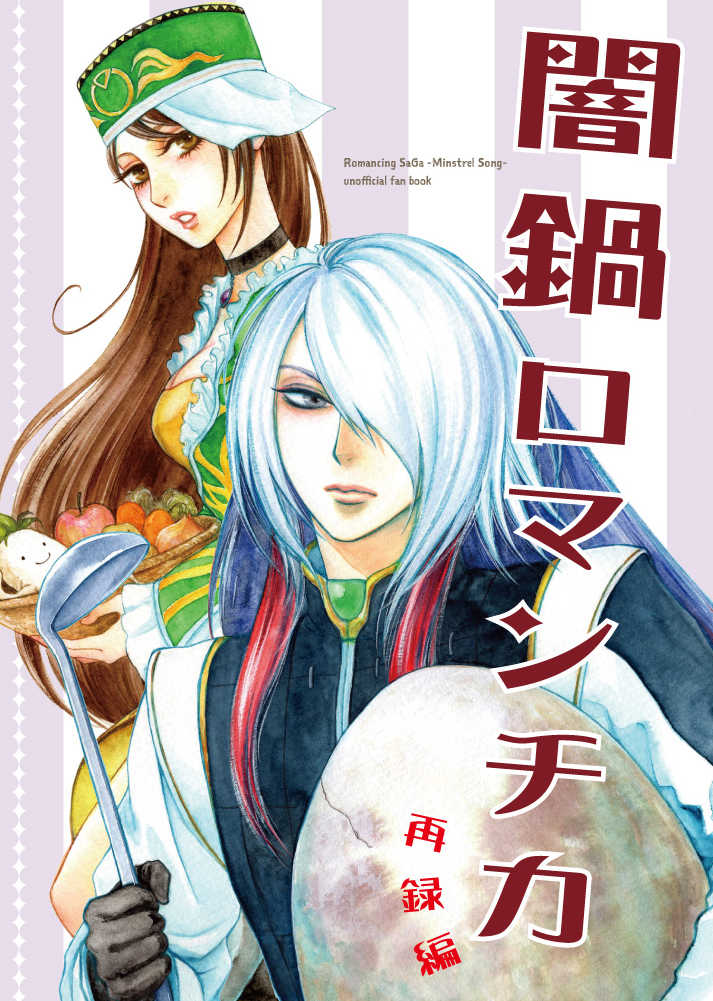 闇鍋ロマンチカ
Romancing SaGa -Minstrel Song-
unofficial fan book
再録編